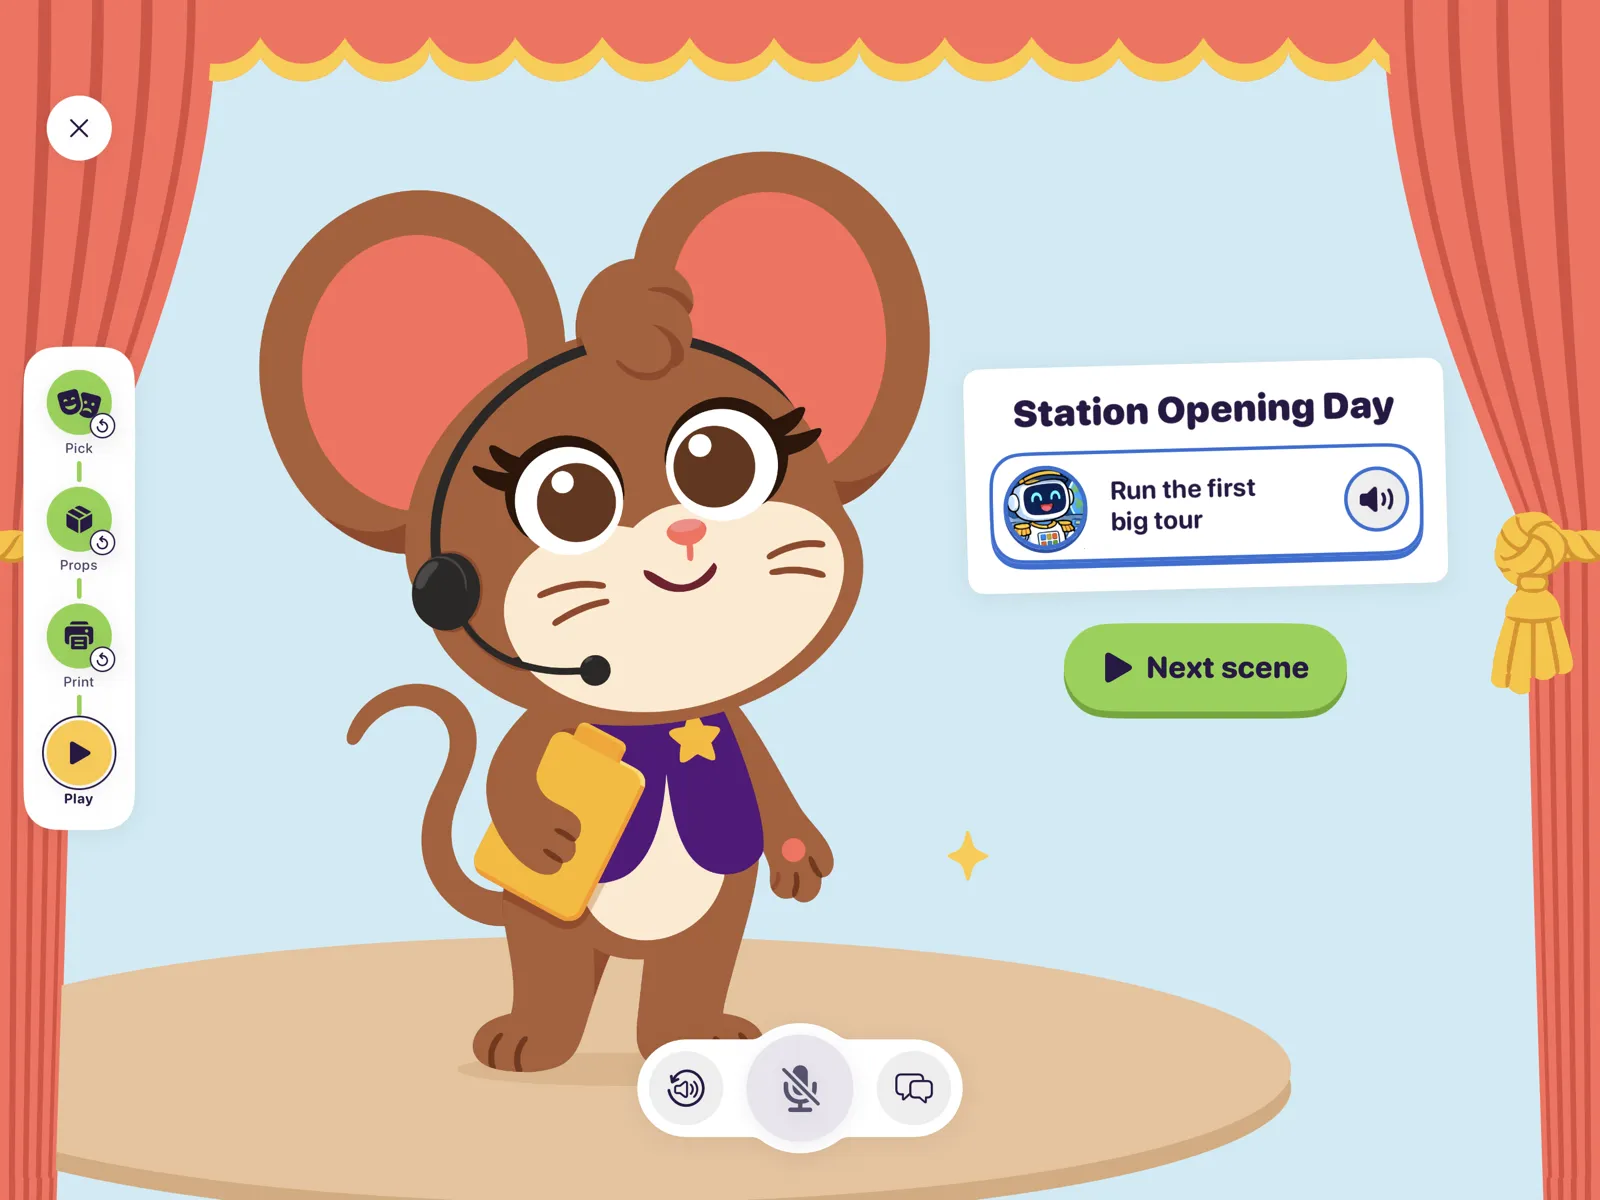 Pick
Props
Print
Play
Station Opening Day
Run the first
big tour
Next scene